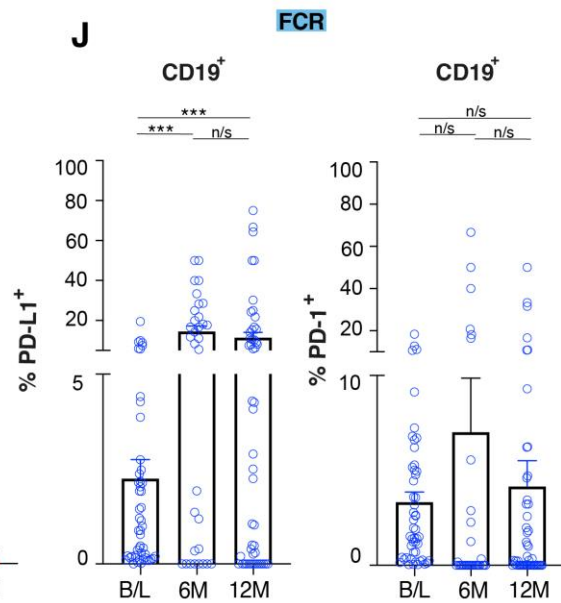 J
FCR
CD19+
***
***
n/s
% PD-L1+
100
80
60
40
20
5
0
B/L 6M 12M
CD19+
n/s
n/s
n/s
% PD-1+
100
80
60
40
20
10
0
B/L 6M 12M